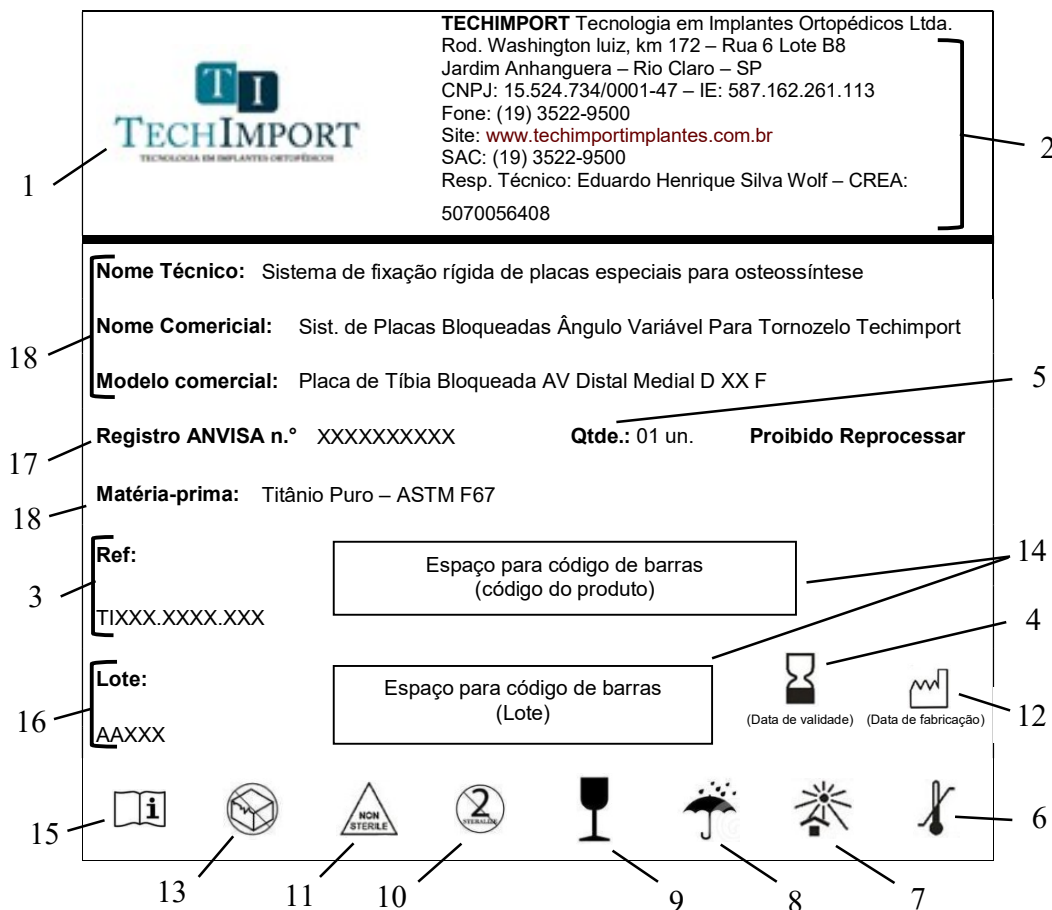 TI
TECHIMPORT
TECNOLOGIA EM IMPLANTES ORTOPÉDICOS
1
TECHIMPORT Tecnologia em Implantes Ortopédicos Ltda.
Rod. Washington luiz, km 172 – Rua 6 Lote B8
Jardim Anhanguera – Rio Claro – SP
CNPJ: 15.524.734/0001-47 – IE: 587.162.261.113
Fone: (19) 3522-9500
Site: www.techimportimplantes.com.br
SAC: (19) 3522-9500
Resp. Técnico: Eduardo Henrique Silva Wolf – CREA:
5070056408
2
Nome Técnico: Sistema de fixação rígida de placas especiais para osteossíntese
Nome Comericial: Sist. de Placas Bloqueadas Ângulo Variável Para Tornozelo Techimport
18
Modelo comercial: Placa de Tíbia Bloqueada AV Distal Medial D XX F
5
Registro ANVISA n.° XXXXXXXXXX Qtde.: 01 un. Proibido Reprocessar
17
Matéria-prima: Titânio Puro – ASTM F67
18
Ref:
TIXXX.XXXX.XXX
3
Espaço para código de barras
(código do produto)
14
4
Lote:
AAXXX
16
Espaço para código de barras
(Lote)
(Data de validade) (Data de fabricação)
12
15
i
NON
STERILE
2
STERALIZE
6
13
11
10
9
8
7